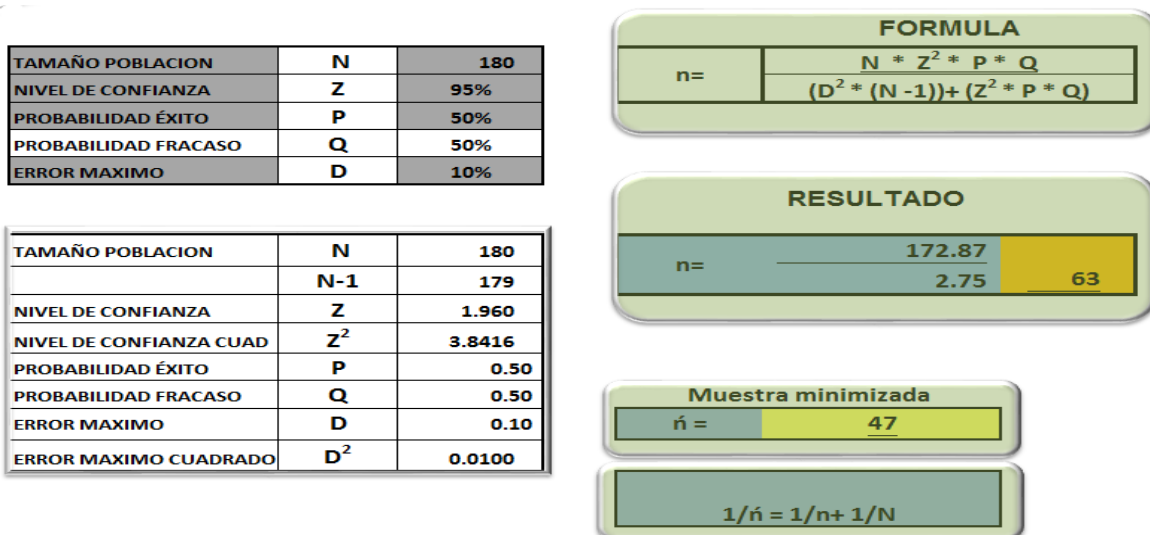 TAMAÑO POBLACION N 180
NIVEL DE CONFIANZA Z 95%
PROBABILIDAD ÉXITO P 50%
PROBABILIDAD FRACASO Q 50%
ERROR MAXIMO D 10%
TAMAÑO POBLACION N 180
N-1 179
NIVEL DE CONFIANZA Z 1.960
NIVEL DE CONFIANZA CUAD Z² 3.8416
PROBABILIDAD ÉXITO P 0.50
PROBABILIDAD FRACASO Q 0.50
ERROR MAXIMO D 0.10
ERROR MAXIMO CUADRADO D² 0.0100
FORMULA
n=
N * Z² * P * Q
(D² * (N -1))+ (Z² * P * Q)
RESULTADO
n=
172.87
2.75 63
Muestra minimizada
ń = 47
1/ń = 1/n+ 1/N